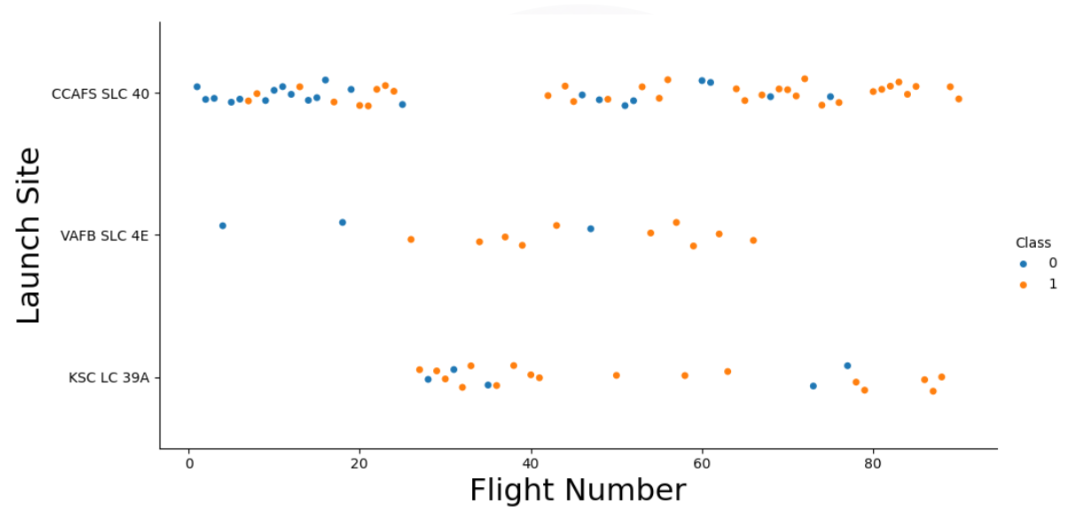 Launch Site
CCAFS SLC 40
VAFB SLC 4E
KSC LC 39A
0 20 40 60 80
Flight Number
Class
0
1